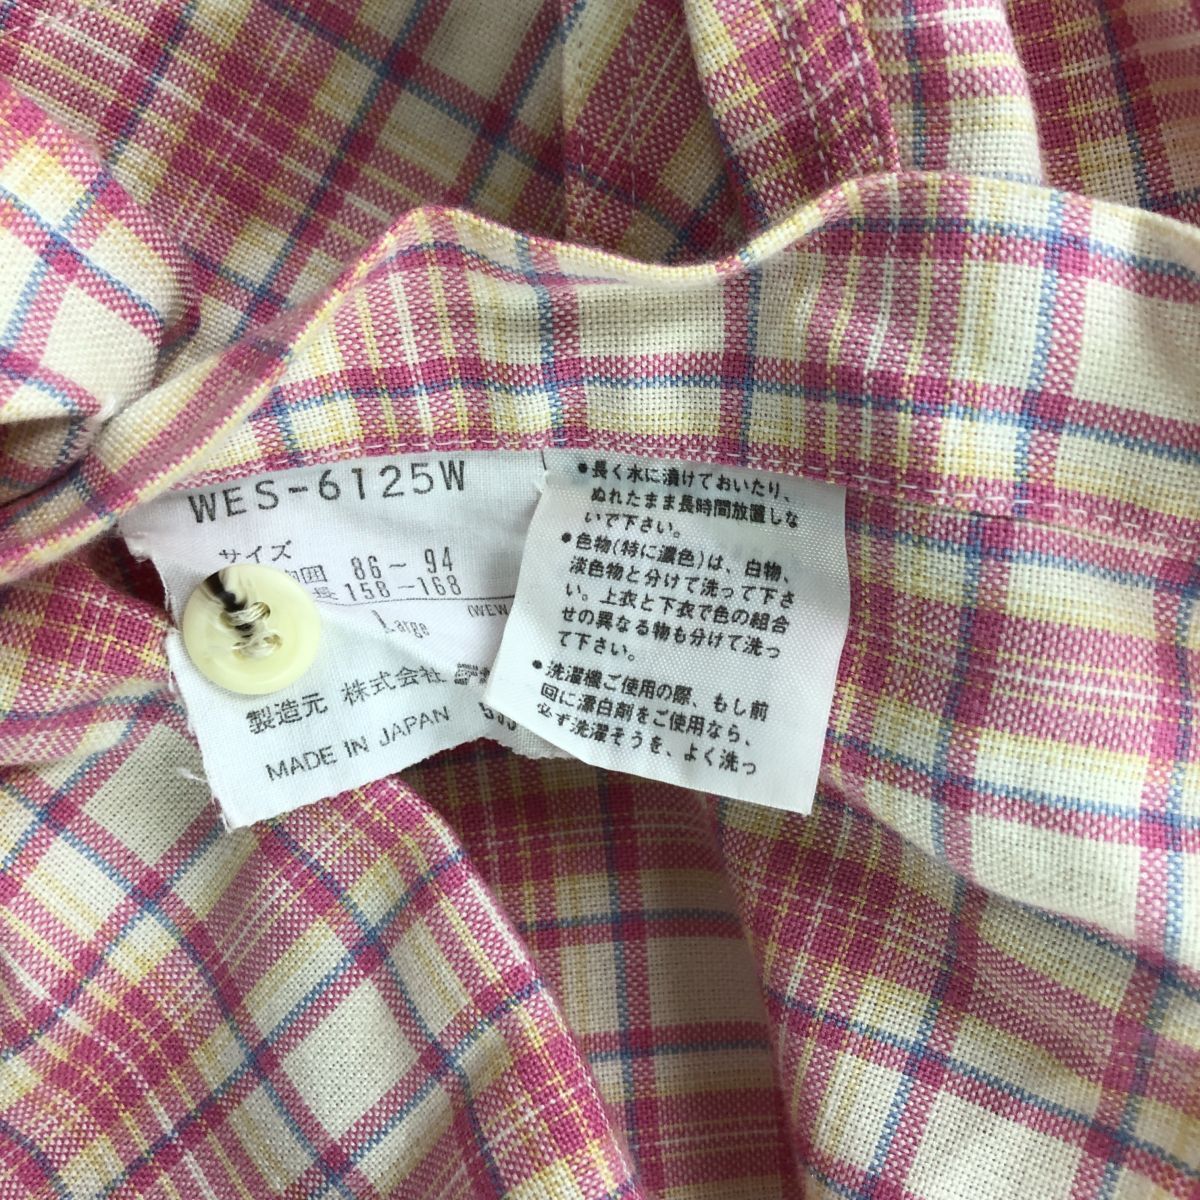 WES-6125W
サイズ
囲 86～94
158－168
Large
(WEW
製造元 株式会社
MADE IN JAPAN
●長く水に漬けておいたり、
ぬれたまま長時間放置しな
いで下さい。
●色物(特に濃色)は、白物、
淡色物と分けて洗って下さ
い。上衣と下衣で色の組合
せの異なる物も分けて洗っ
て下さい。
●洗濯機ご使用の際、もし前
回に漂白剤をご使用なら、
必ず洗濯そうを、よく洗っ